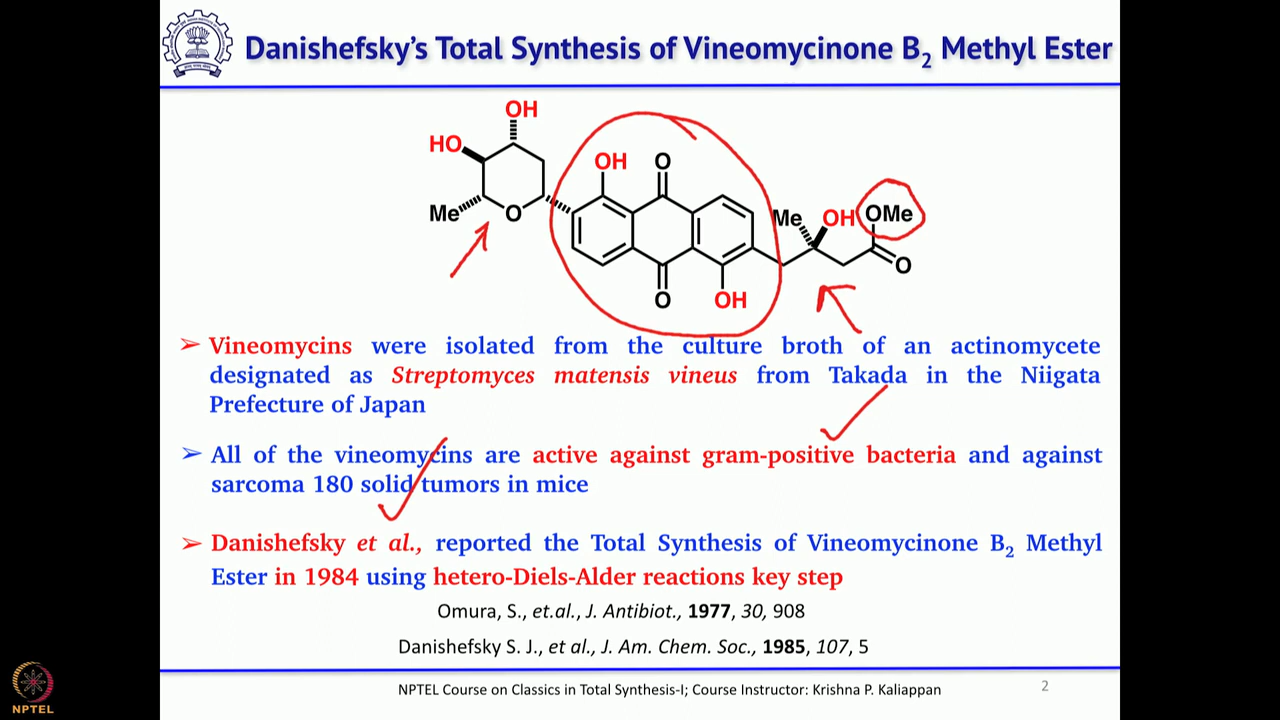 Danishefsky's Total Synthesis of Vineomycinone B2 Methyl Ester
OH
HO
OH
O
Me
O
Me
OH
OMe
O
O
OH
➢ Vineomycins were isolated from the culture broth of an actinomycete
designated as Streptomyces matensis vineus from Takada in the Niigata
Prefecture of Japan
➢ All of the vineomycins are active against gram-positive bacteria and against
sarcoma 180 solid tumors in mice
➢ Danishefsky et al., reported the Total Synthesis of Vineomycinone B2 Methyl
Ester in 1984 using hetero-Diels-Alder reactions key step
Omura, S., et.al., J. Antibiot., 1977, 30, 908
Danishefsky S. J., et al., J. Am. Chem. Soc., 1985, 107, 5
NPTEL Course on Classics in Total Synthesis-I; Course Instructor: Krishna P. Kaliappan
2
NPTEL